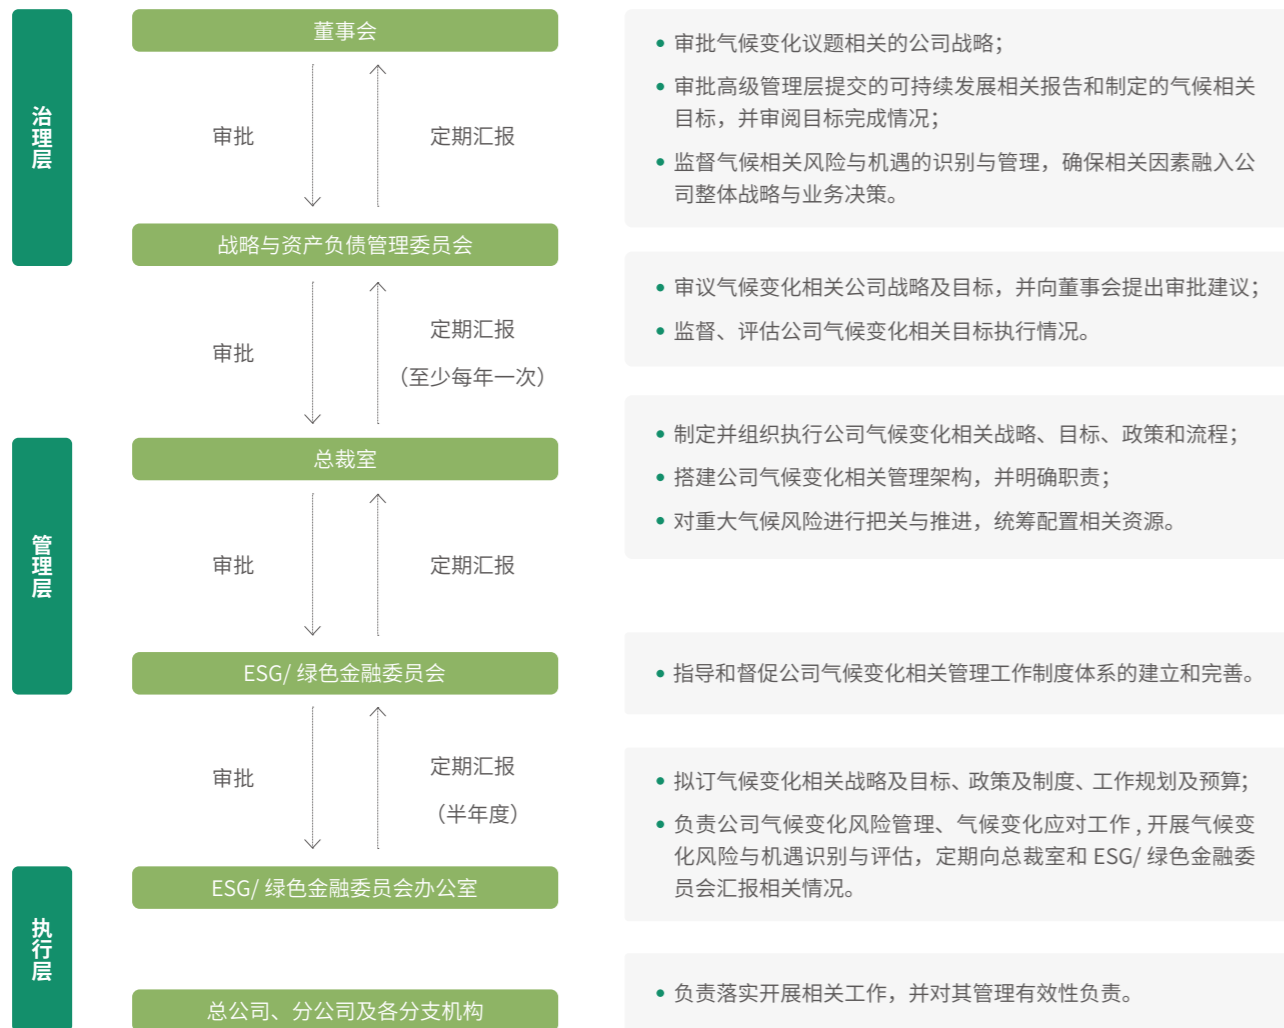 治理层
董事会
审批
定期汇报
战略与资产负债管理委员会
• 审批气候变化议题相关的公司战略；
• 审批高级管理层提交的可持续发展相关报告和制定的气候相关
目标，并审阅目标完成情况；
• 监督气候相关风险与机遇的识别与管理，确保相关因素融入公
司整体战略与业务决策。
• 审议气候变化相关公司战略及目标，并向董事会提出审批建议；
• 监督、评估公司气候变化相关目标执行情况。
审批
定期汇报
（至少每年一次）
管理层
总裁室
• 制定并组织执行公司气候变化相关战略、目标、政策和流程；
• 搭建公司气候变化相关管理架构，并明确职责；
• 对重大气候风险进行把关与推进，统筹配置相关资源。
审批
定期汇报
ESG/ 绿色金融委员会
• 指导和督促公司气候变化相关管理工作制度体系的建立和完善。
审批
定期汇报
（半年度）
执行层
ESG/ 绿色金融委员会办公室
• 拟订气候变化相关战略及目标、政策及制度、工作规划及预算；
• 负责公司气候变化风险管理、气候变化应对工作 , 开展气候变
化风险与机遇识别与评估，定期向总裁室和 ESG/ 绿色金融委
员会汇报相关情况。
总公司、分公司及各分支机构
• 负责落实开展相关工作，并对其管理有效性负责。